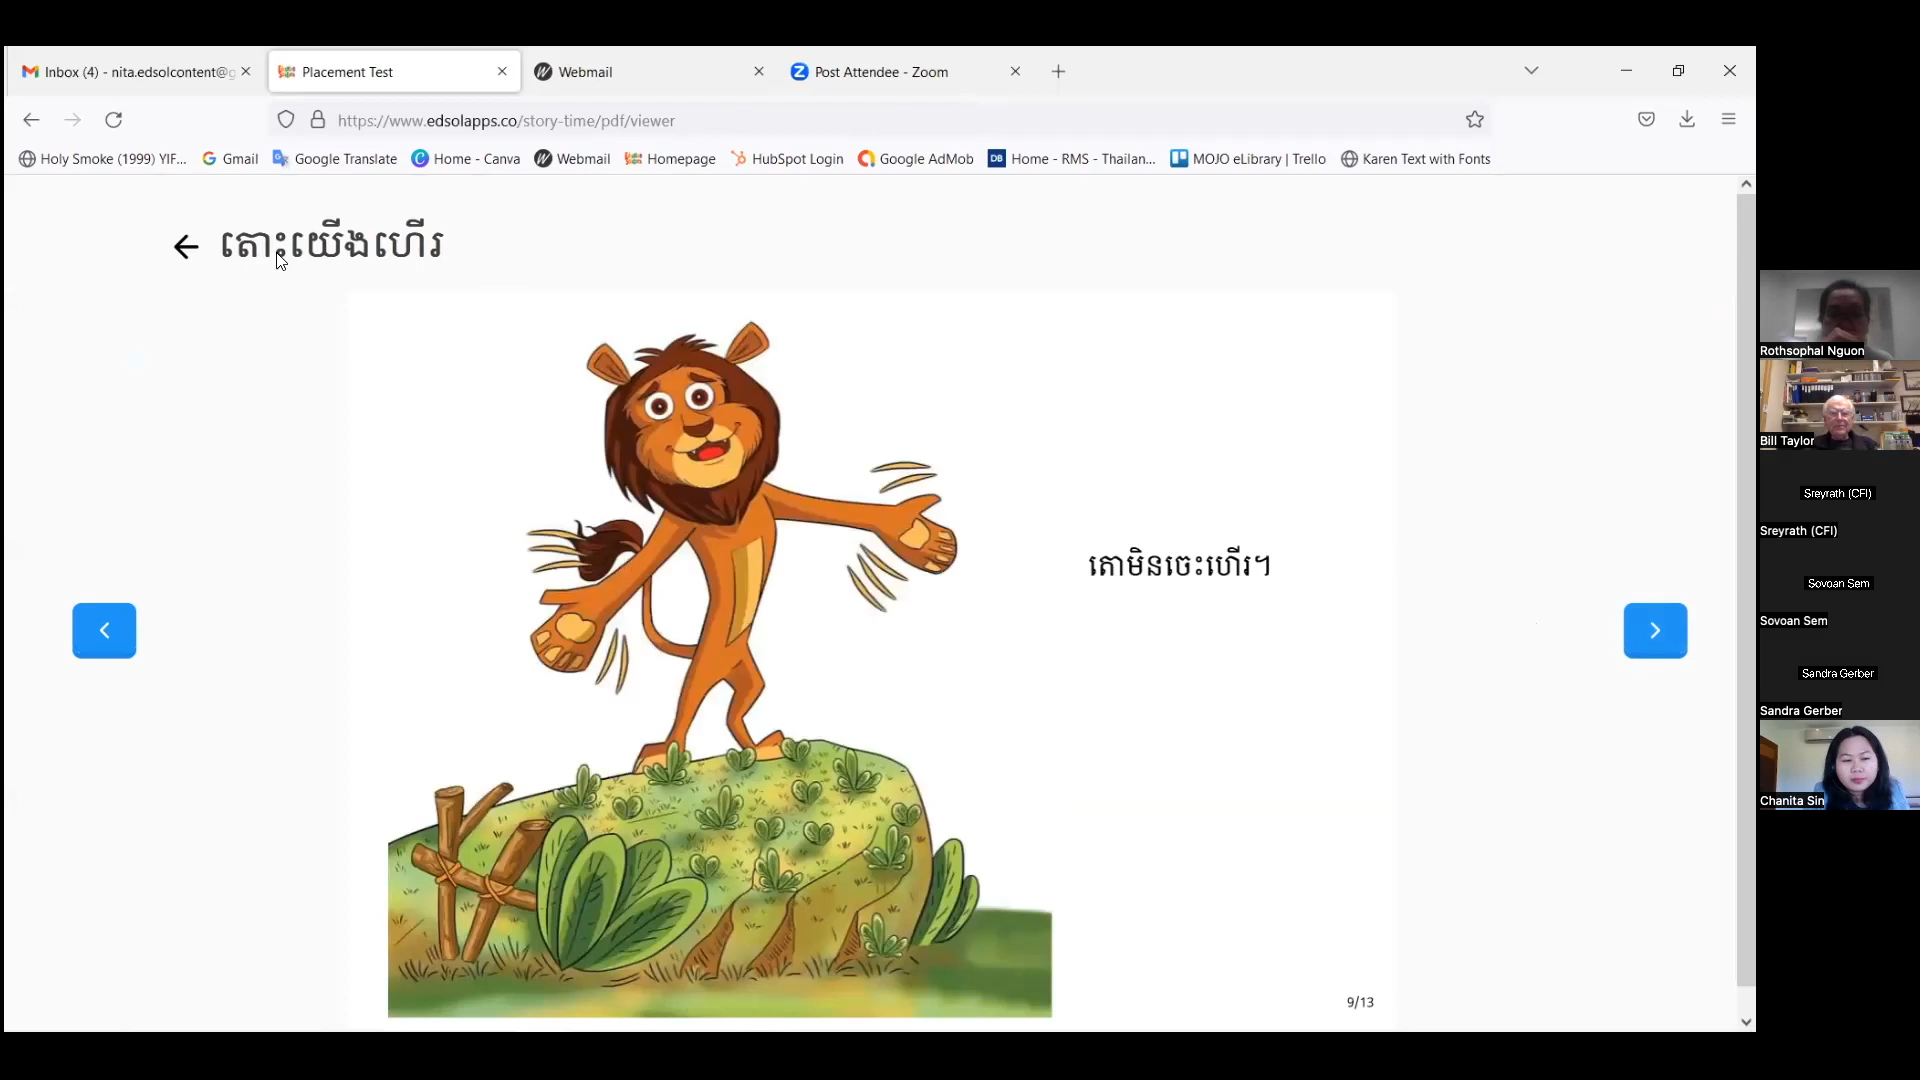 Inbox (4) - nita.edsolcontent@g
Placement Test
Webmail
Post Attendee - Zoom
https://www.edsolapps.co/story-time/pdf/viewer
Holy Smoke (1999) YIF...
Gmail
Google Translate
Home - Canva
Webmail
Homepage
HubSpot Login
Google AdMob
DB
Home - RMS - Thailan...
MOJO eLibrary | Trello
Karen Text with Fonts
តោះយើងហើរ
តោមិនចេះហើរ។
9/13
Rothsophal Nguon
Bill Taylor
Sreyrath (CFI)
Sreyrath (CFI)
Sovoan Sem
Sovoan Sem
Sandra Gerber
Sandra Gerber
Chanita Sin